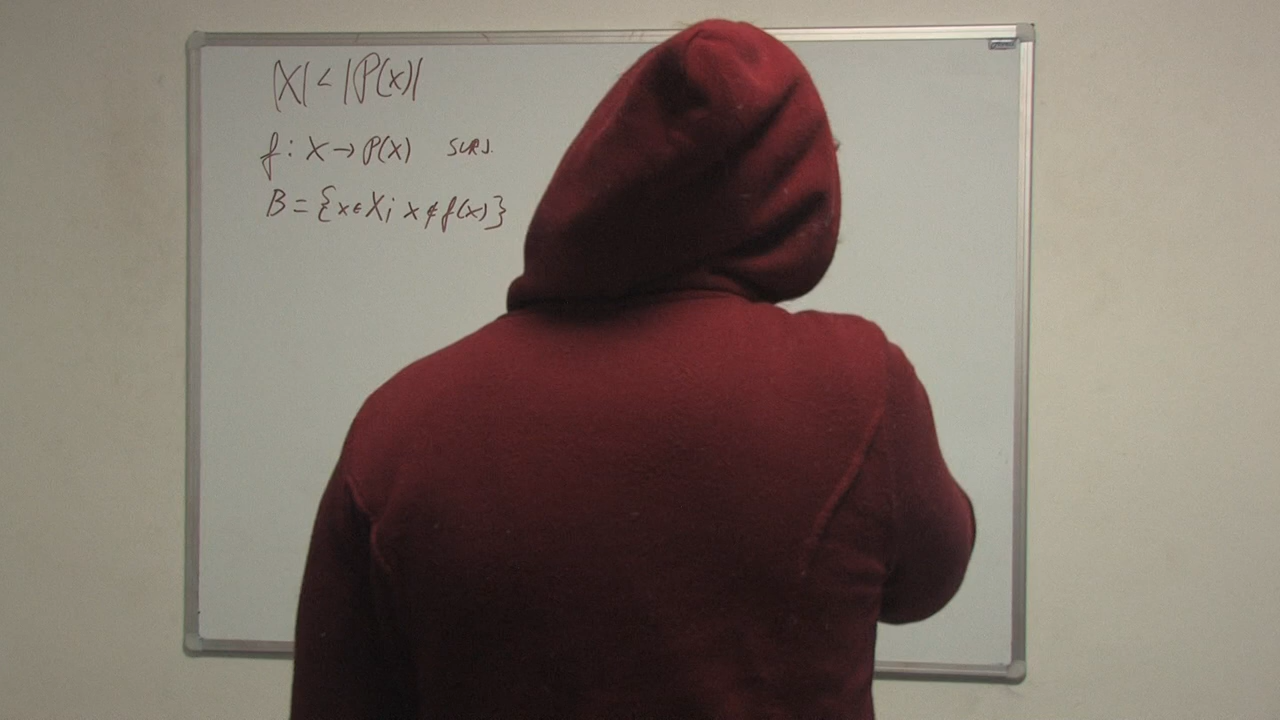 |X| < |P(x)|
f: X → P(X) SURJ.
B = {x ∈ X; x ∉ f(x)}